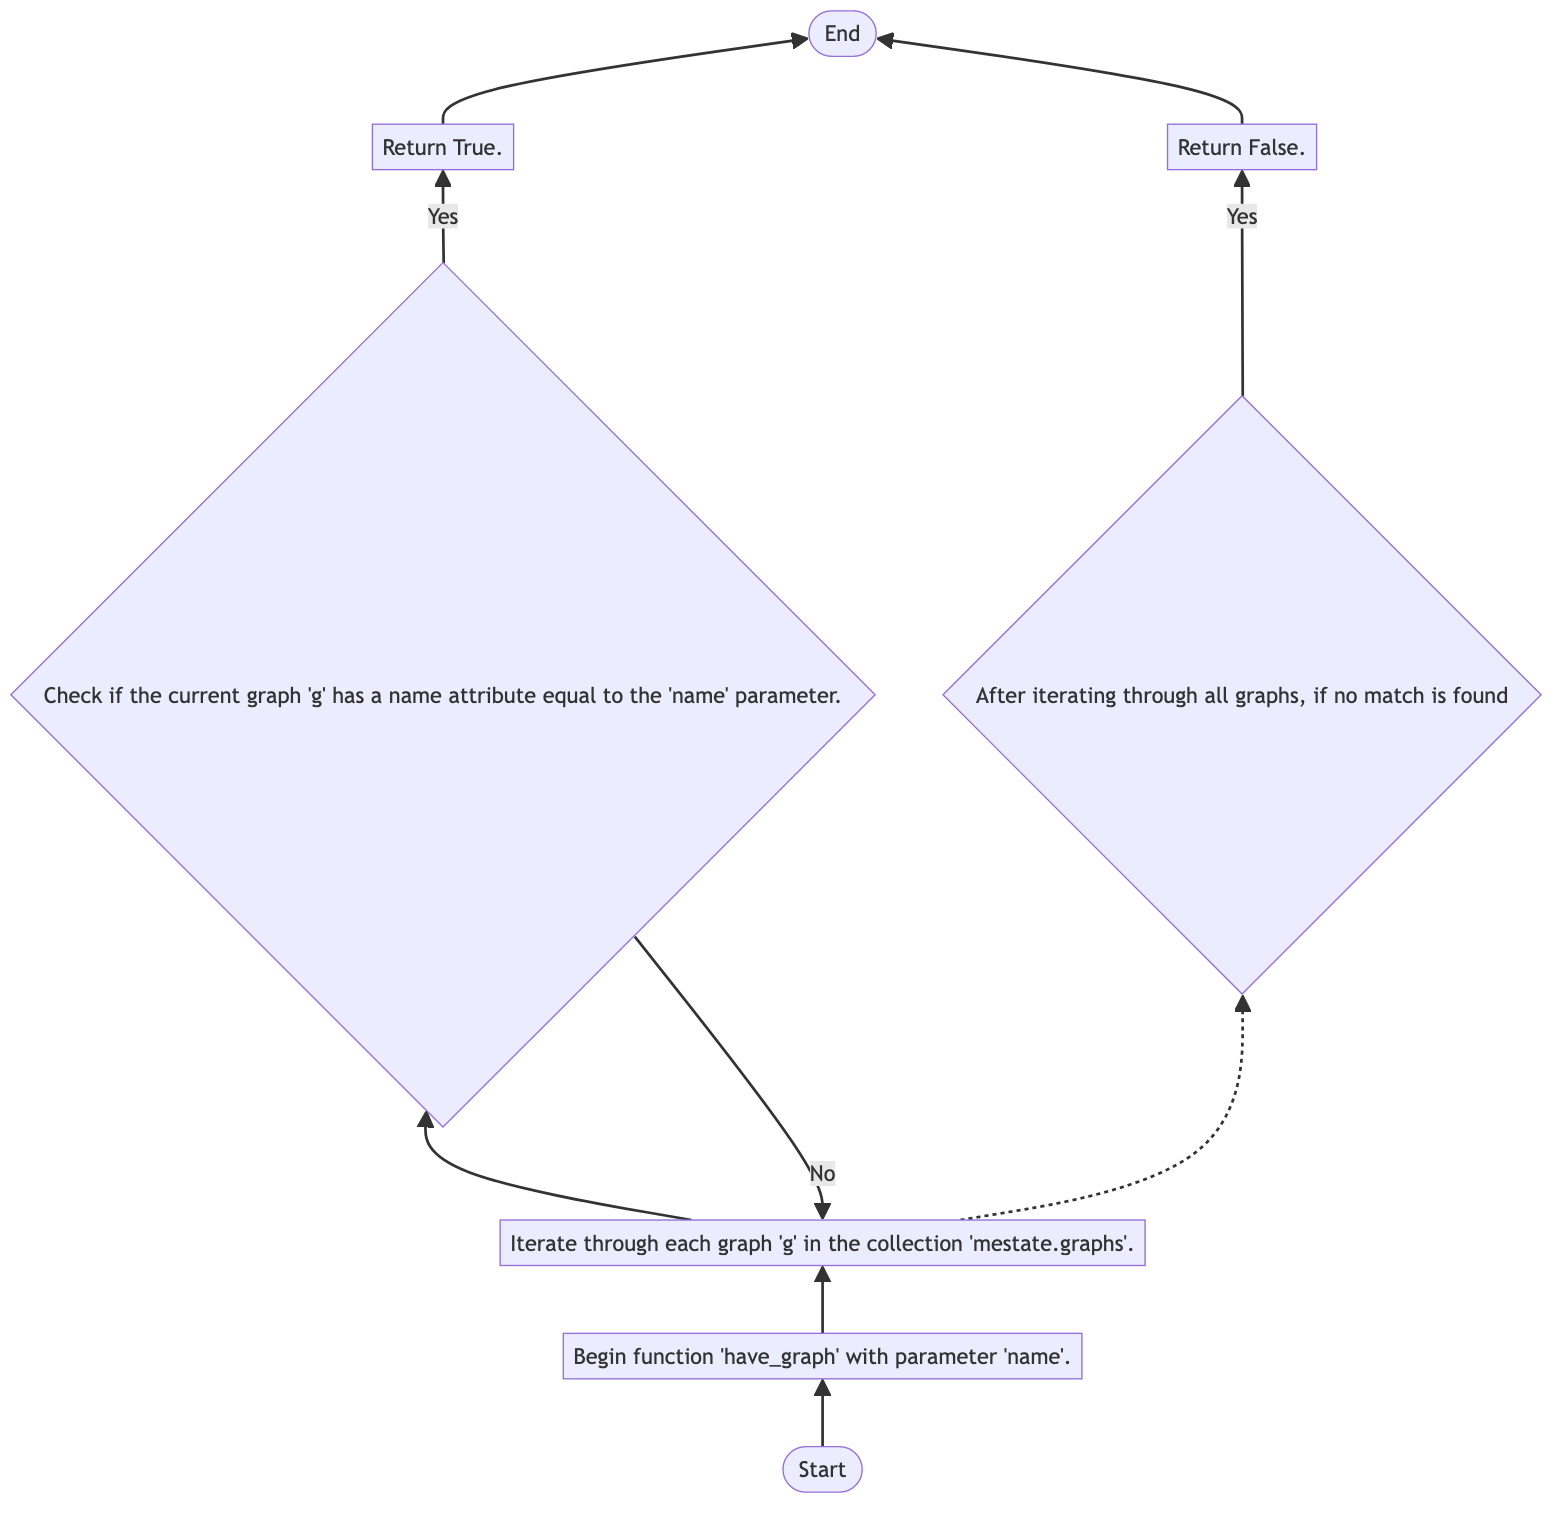 End
Return True.
Return False.
Yes
Yes
Check if the current graph 'g' has a name attribute equal to the 'name' parameter.
After iterating through all graphs, if no match is found
No
Iterate through each graph 'g' in the collection 'mestate.graphs'.
Begin function 'have_graph' with parameter 'name'.
Start